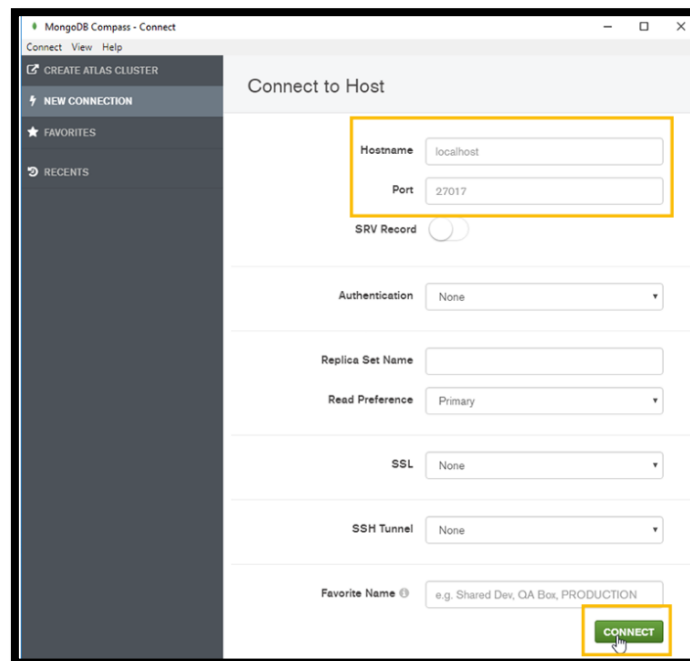 MongoDB Compass - Connect
Connect View Help
CREATE ATLAS CLUSTER
NEW CONNECTION
FAVORITES
RECENTS
Connect to Host
Hostname localhost
Port 27017
SRV Record
Authentication None
Replica Set Name
Read Preference Primary
SSL None
SSH Tunnel None
Favorite Name e.g. Shared Dev, QA Box, PRODUCTION
CONNECT